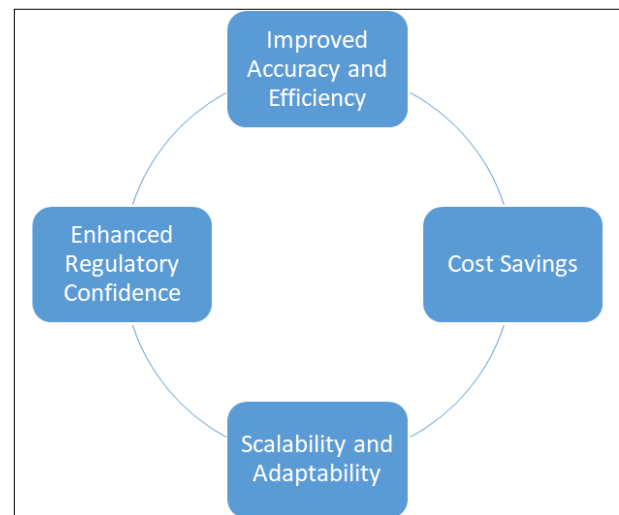 Improved
Accuracy and
Efficiency
Enhanced
Regulatory
Confidence
Cost Savings
Scalability and
Adaptability